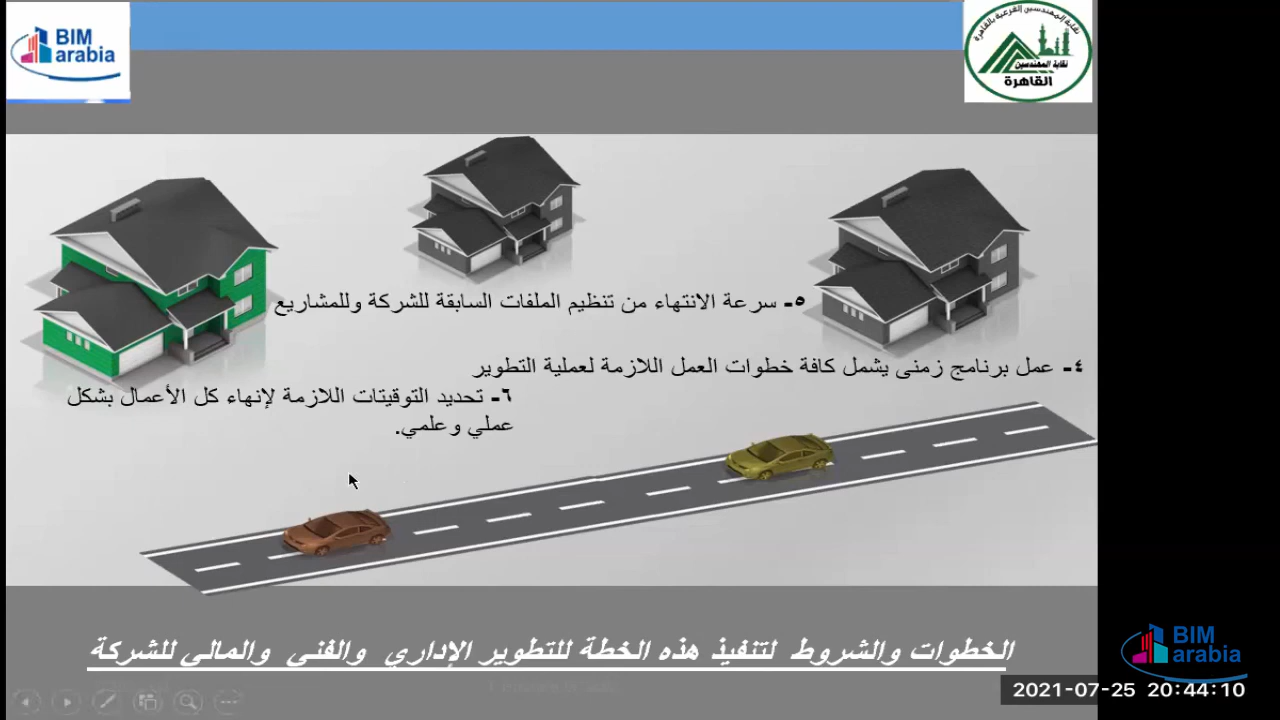 BIM
arabia
نقابة المهندسين الفرعية بالقاهرة
نقابة المهندسين
القاهرة
٥- سرعة الانتهاء من تنظيم الملفات السابقة للشركة وللمشاريع
٤- عمل برنامج زمنى يشمل كافة خطوات العمل اللازمة لعملية التطوير
٦- تحديد التوقيتات اللازمة لإنهاء كل الأعمال بشكل
عملي وعلمي.
الخطوات والشروط لتنفيذ هذه الخطة للتطوير الإداري والفنى والمالى للشركة
BIM
arabia
2021-07-25 20:44:10